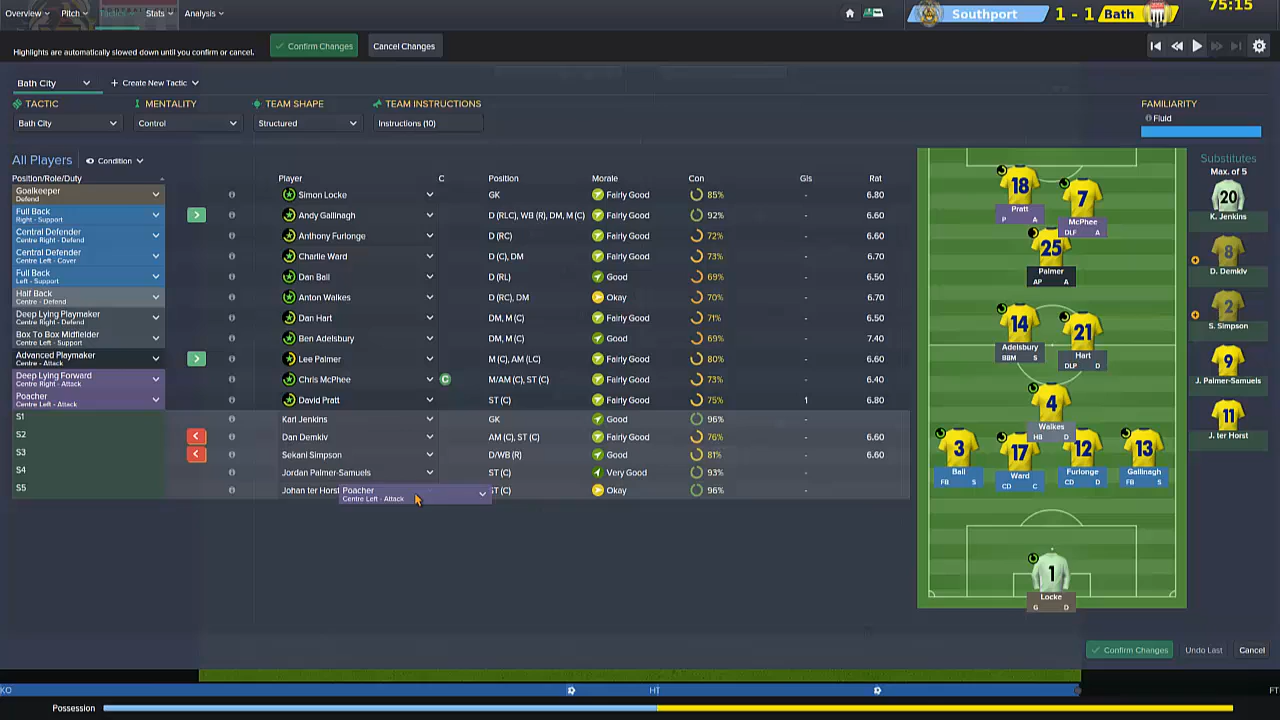 Overview Pitch Tactics Stats Analysis
Southport 1 - 1 Bath 75:15
Highlights are automatically slowed down until you confirm or cancel.
Confirm Changes Cancel Changes
Bath City + Create New Tactic
TACTIC MENTALITY TEAM SHAPE TEAM INSTRUCTIONS
Bath City Control Structured Instructions (10)
FAMILIARITY
Fluid
All Players Condition
Position/Role/Duty Player C Position Morale Con Gls Rat
Goalkeeper
Defend
Simon Locke GK Fairly Good 85% - 6.80
Full Back
Right - Support
Andy Gallinagh D (RLC), WB (R), DM, M (C) Fairly Good 92% - 6.60
Central Defender
Centre Right - Defend
Anthony Furlonge D (RC) Fairly Good 72% - 6.60
Central Defender
Centre Left - Cover
Charlie Ward D (C), DM Fairly Good 73% - 6.70
Full Back
Left - Support
Dan Ball D (RL) Good 69% - 6.50
Half Back
Centre - Defend
Anton Walkes D (RC), DM Okay 70% - 6.70
Deep Lying Playmaker
Centre Right - Defend
Dan Hart DM, M (C) Fairly Good 71% - 6.50
Box To Box Midfielder
Centre Left - Support
Ben Adelsbury DM, M (C) Good 69% - 7.40
Advanced Playmaker
Centre - Attack
Lee Palmer M (C), AM (LC) Fairly Good 80% - 6.60
Deep Lying Forward
Centre Right - Attack
Chris McPhee C M/AM (C), ST (C) Fairly Good 73% - 6.40
Poacher
Centre Left - Attack
David Pratt ST (C) Fairly Good 75% 1 6.80
S1 Karl Jenkins GK Good 96% -
S2 Dan Demkiv AM (C), ST (C) Fairly Good 76% - 6.60
S3 Sekani Simpson D/WB (R) Good 81% - 6.60
S4 Jordan Palmer-Samuels ST (C) Very Good 93% -
S5 Johan ter Horst ST (C) Okay 96% -
Poacher
Centre Left - Attack
18
Pratt
P A
7
McPhee
DLF A
25
Palmer
AP A
14
Adelsbury
BBM S
21
Hart
DLP D
4
Walkes
HB D
3
Ball
FB S
17
Ward
CD C
12
Furlonge
CD D
13
Gallinagh
FB S
1
Locke
G D
Substitutes
Max. of 5
20
K. Jenkins
8
D. Demkiv
2
S. Simpson
9
J. Palmer-Samuels
11
J. ter Horst
Confirm Changes Undo Last Cancel
KO HT FT
Possession